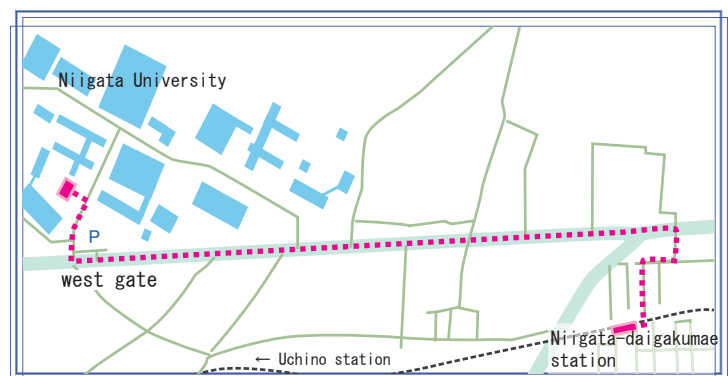 Niigata University
P
west gate
Niigata-daigakumae
station
← Uchino station